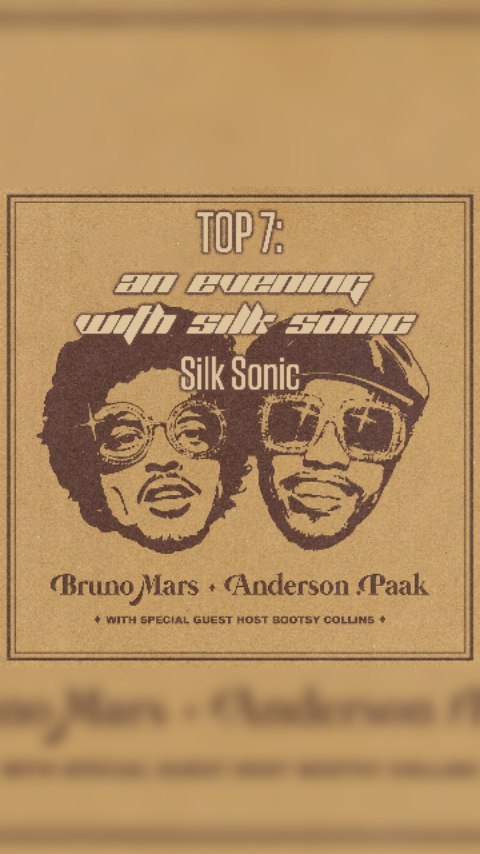 TOP 7:
an evening
with silk sonic
Silk Sonic
Bruno Mars • Anderson .Paak
♦ WITH SPECIAL GUEST HOST BOOTSY COLLINS ♦